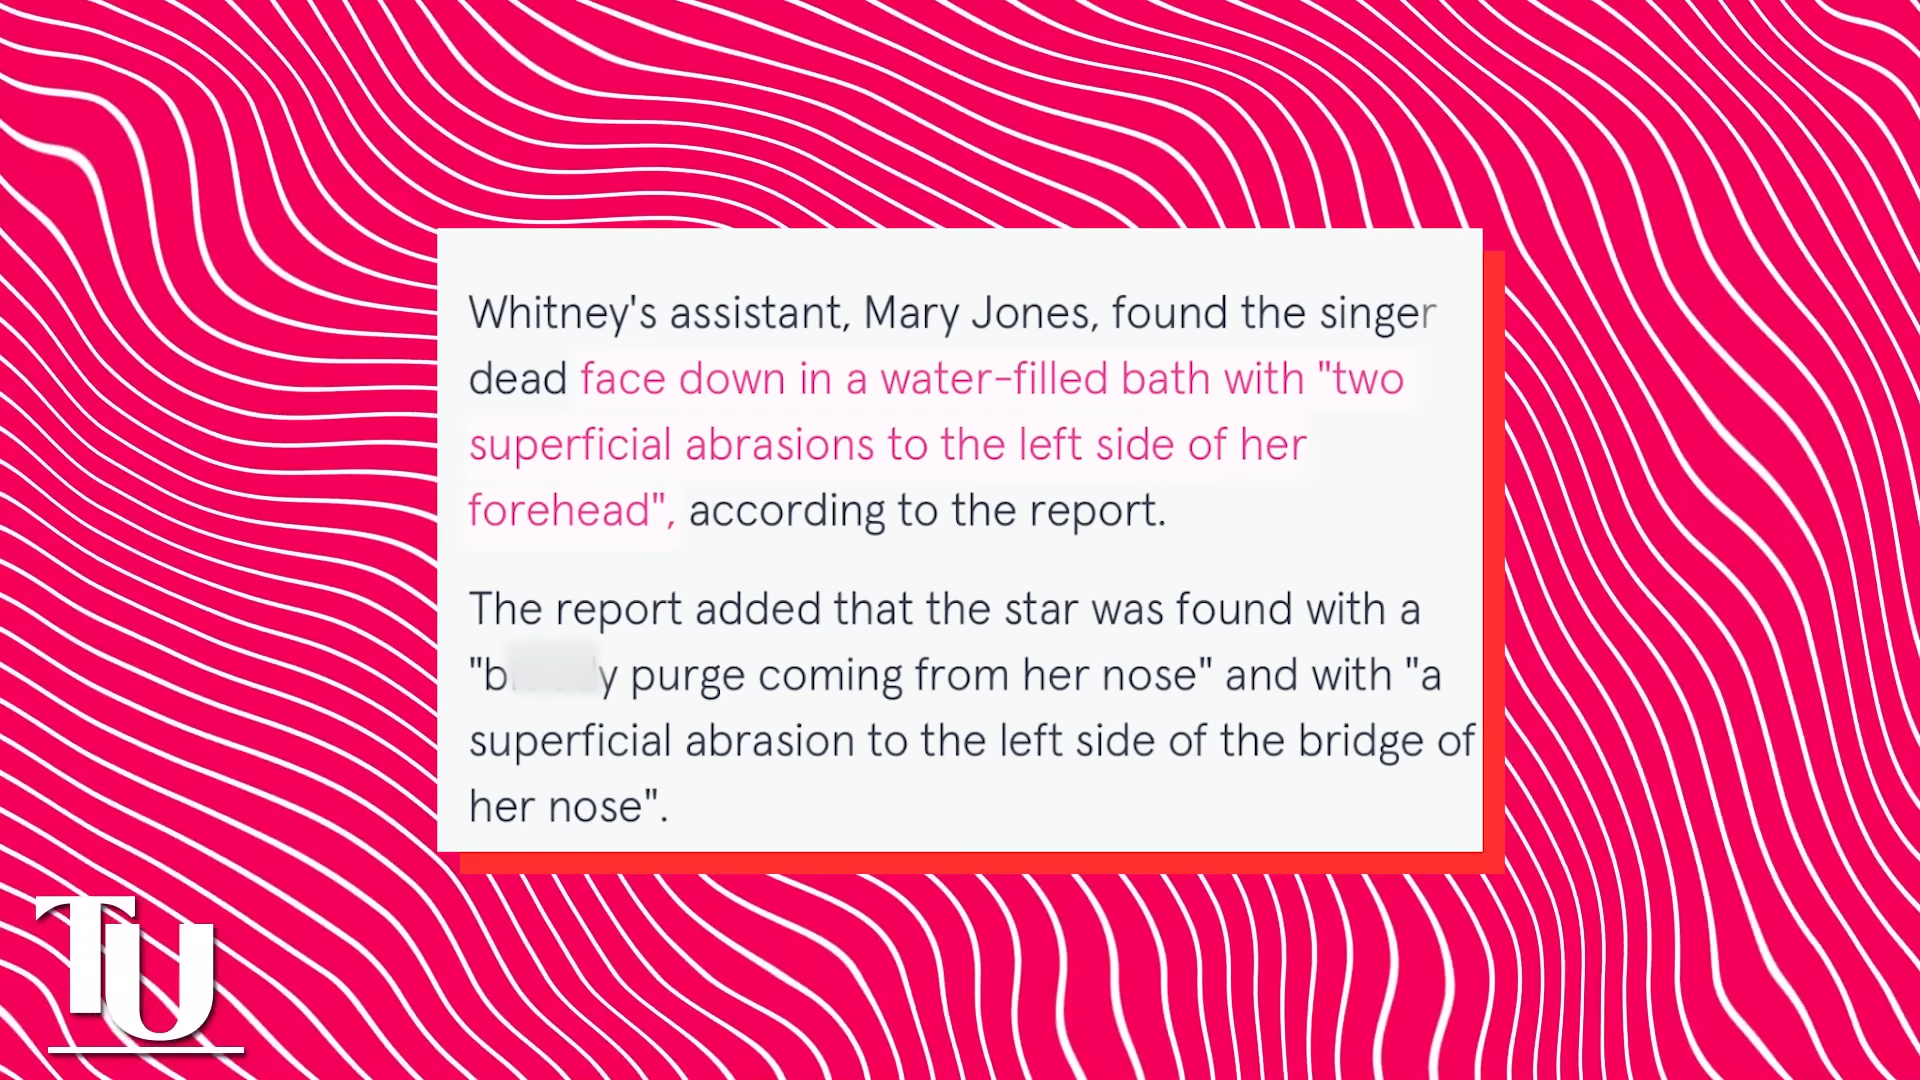 Whitney's assistant, Mary Jones, found the singer
dead face down in a water-filled bath with "two
superficial abrasions to the left side of her
forehead", according to the report.
The report added that the star was found with a
purge coming from her nose" and with "a
superficial abrasion to the left side of the bridge of
her nose".
TU